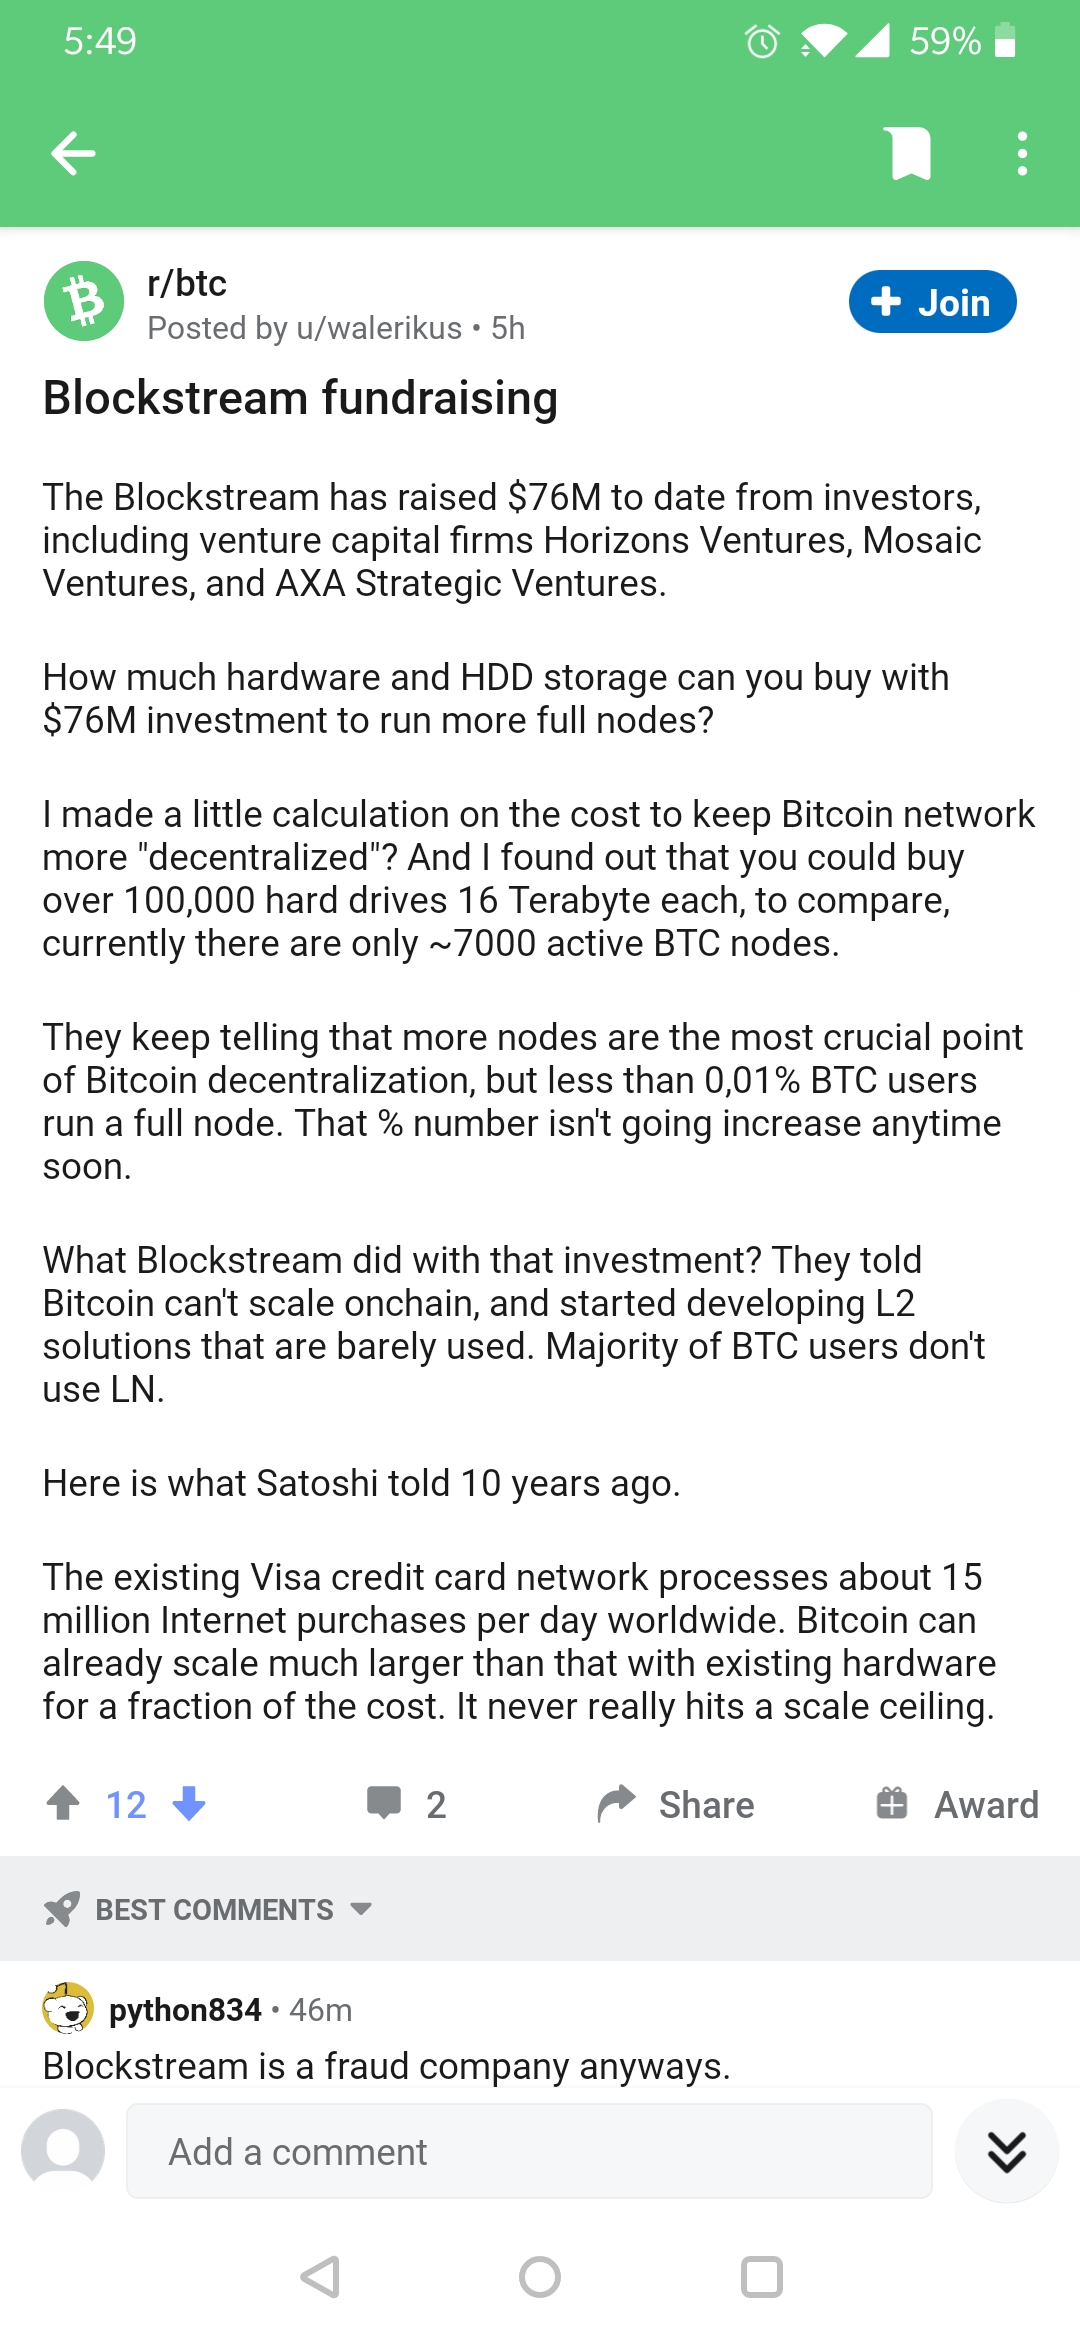 5:49
59%
r/btc
Posted by u/walerikus • 5h
Join
Blockstream fundraising
The Blockstream has raised $76M to date from investors,
including venture capital firms Horizons Ventures, Mosaic
Ventures, and AXA Strategic Ventures.
How much hardware and HDD storage can you buy with
$76M investment to run more full nodes?
I made a little calculation on the cost to keep Bitcoin network
more "decentralized"? And I found out that you could buy
over 100,000 hard drives 16 Terabyte each, to compare,
currently there are only ~7000 active BTC nodes.
They keep telling that more nodes are the most crucial point
of Bitcoin decentralization, but less than 0,01% BTC users
run a full node. That % number isn't going increase anytime
soon.
What Blockstream did with that investment? They told
Bitcoin can't scale onchain, and started developing L2
solutions that are barely used. Majority of BTC users don't
use LN.
Here is what Satoshi told 10 years ago.
The existing Visa credit card network processes about 15
million Internet purchases per day worldwide. Bitcoin can
already scale much larger than that with existing hardware
for a fraction of the cost. It never really hits a scale ceiling.
12
2
Share
Award
BEST COMMENTS
python834 • 46m
Blockstream is a fraud company anyways.
Add a comment